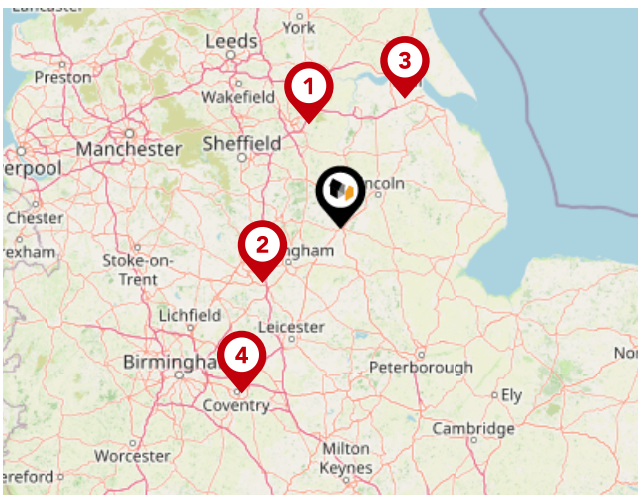 Lancaster
York
Leeds
3
Preston
1
Wakefield
Manchester
Sheffield
erpool
ncoln
Chester
2
rexham
ngham
Stoke-on-
Trent
Lichfield
Leicester
Birmingha
4
Peterborough
No
Coventry
Ely
Cambridge
Worcester
Milton
Keynes
ereford